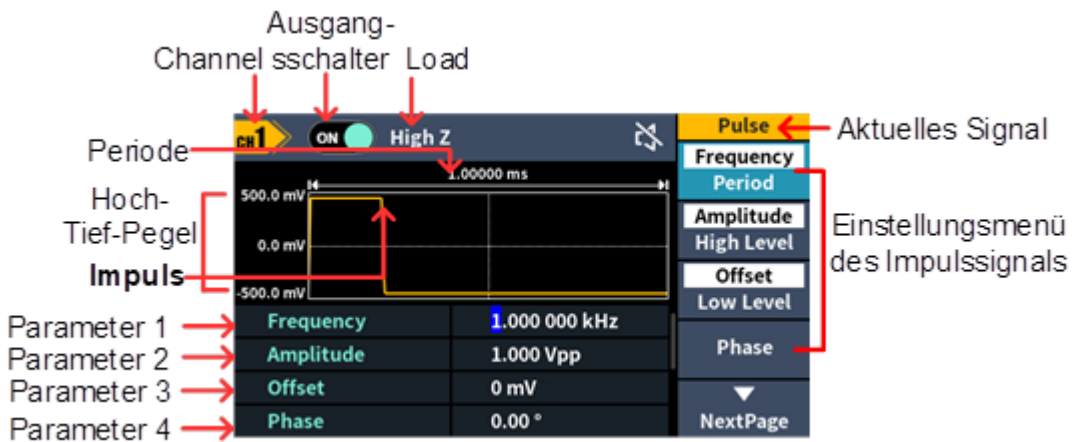 Ausgang-
Channel sschalter Load
CH1 ON High Z
Pulse
Aktuelles Signal
Periode
1.00000 ms
Frequency
Period
Hoch-
Tief-Pegel
500.0 mV
0.0 mV
-500.0 mV
Amplitude
High Level
Einstellungsmenü
des Impulssignals
Impuls
Offset
Low Level
Parameter 1
Frequency 1.000 000 kHz
Parameter 2
Amplitude 1.000 Vpp
Phase
Parameter 3
Offset 0 mV
Parameter 4
Phase 0.00 °
NextPage